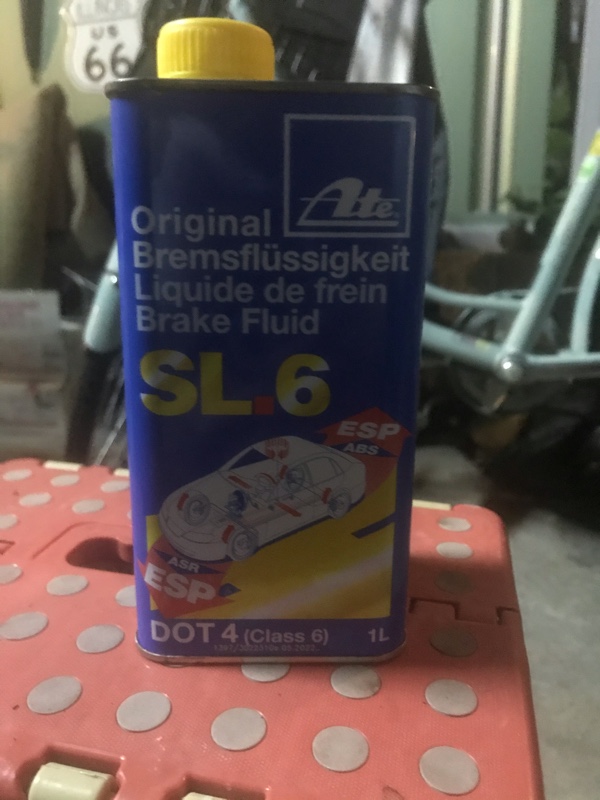 ILLINOIS
US
66
Ate
Original
Bremsflüssigkeit
Liquide de frein
Brake Fluid
SL.6
ESP
ABS
ASR
ESP
DOT 4 (Class 6) 1L